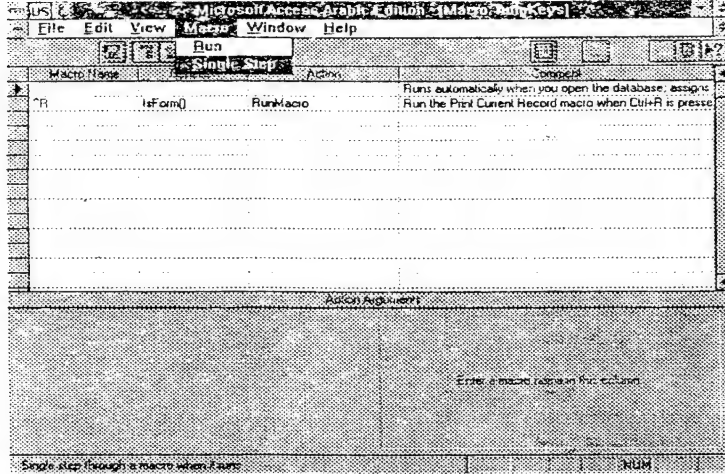 US Microsoft Access Arabic Edition - [Macro: AutoKeys]
File Edit View Macro Window Help
Run
Single Step
Macro Name Action Comment
Runs automatically when you open the database; assigns
^R IsForm() RunMacro Run the Print Current Record macro when Ctrl+R is presse
Action Arguments
Enter a macro name in this column.
Single step through a macro when it runs NUM